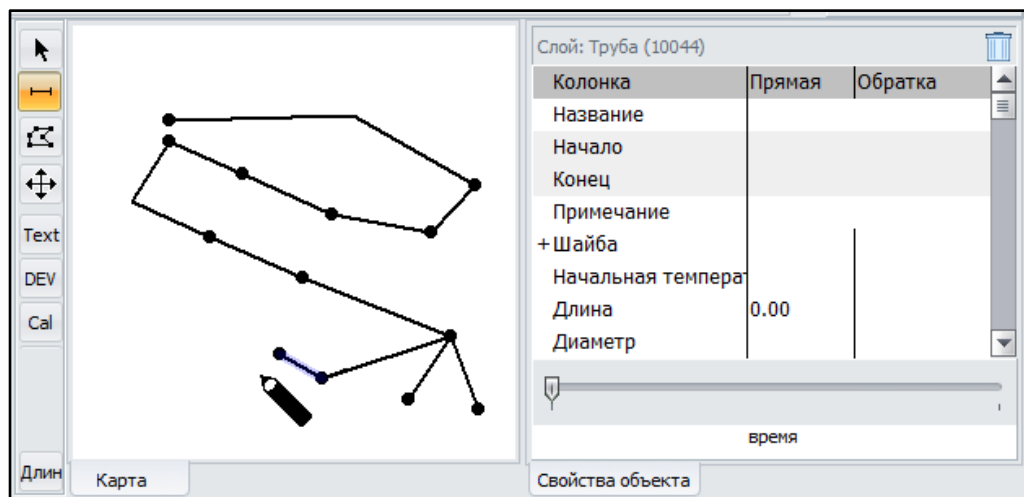 Text
DEV
Cal
Длин
Карта
Слой: Труба (10044)
Колонка Прямая Обратка
Название
Начало
Конец
Примечание
+Шайба
Начальная температ
Длина 0.00
Диаметр
время
Свойства объекта